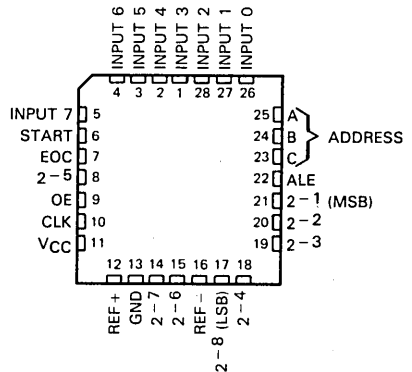 INPUT 6
INPUT 5
INPUT 4
INPUT 3
INPUT 2
INPUT 1
INPUT 0
4 3 2 1 28 27 26
INPUT 7 5
START 6
EOC 7
2-5 8
OE 9
CLK 10
VCC 11
25 A
24 B
23 C
ADDRESS
22 ALE
21 2-1 (MSB)
20 2-2
19 2-3
12 13 14 15 16 17 18
REF+
GND
2-7
2-6
REF-
2-8 (LSB)
2-4